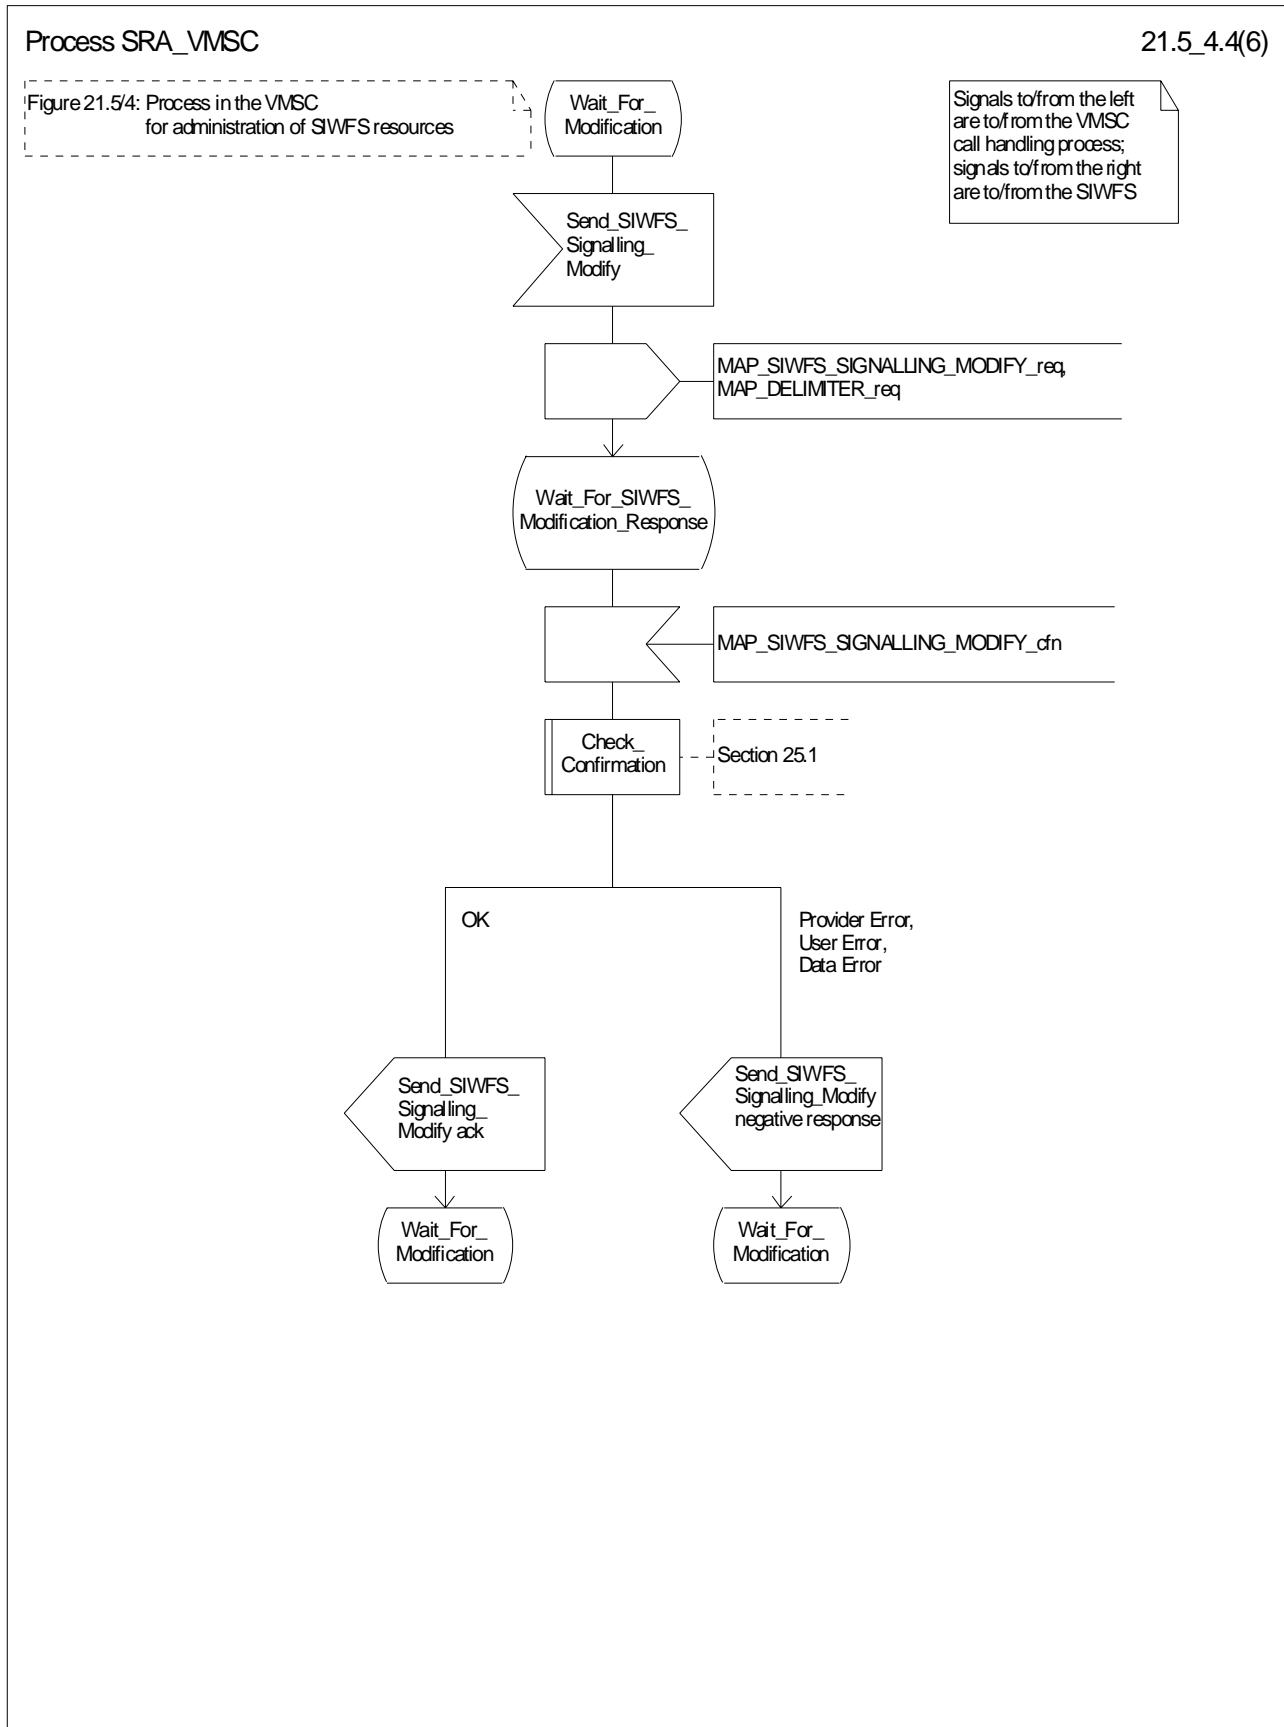 Process SRA_VMSC
21.5_4.4(6)
Figure 21.5/4: Process in the VMSC
for administration of SIWFS resources
Wait_For_
Modification
Signals to/from the left
are to/from the VMSC
call handling process;
signals to/from the right
are to/from the SIWFS
Send_SIWFS_
Signalling_
Modify
MAP_SIWFS_SIGNALLING_MODIFY_req,
MAP_DELIMITER_req
Wait_For_SIWFS_
Modification_Response
MAP_SIWFS_SIGNALLING_MODIFY_cfn
Check_
Confirmation
Section 25.1
OK
Provider Error,
User Error,
Data Error
Send_SIWFS_
Signalling_
Modify ack
Send_SIWFS_
Signalling_Modify
negative response
Wait_For_
Modification
Wait_For_
Modification